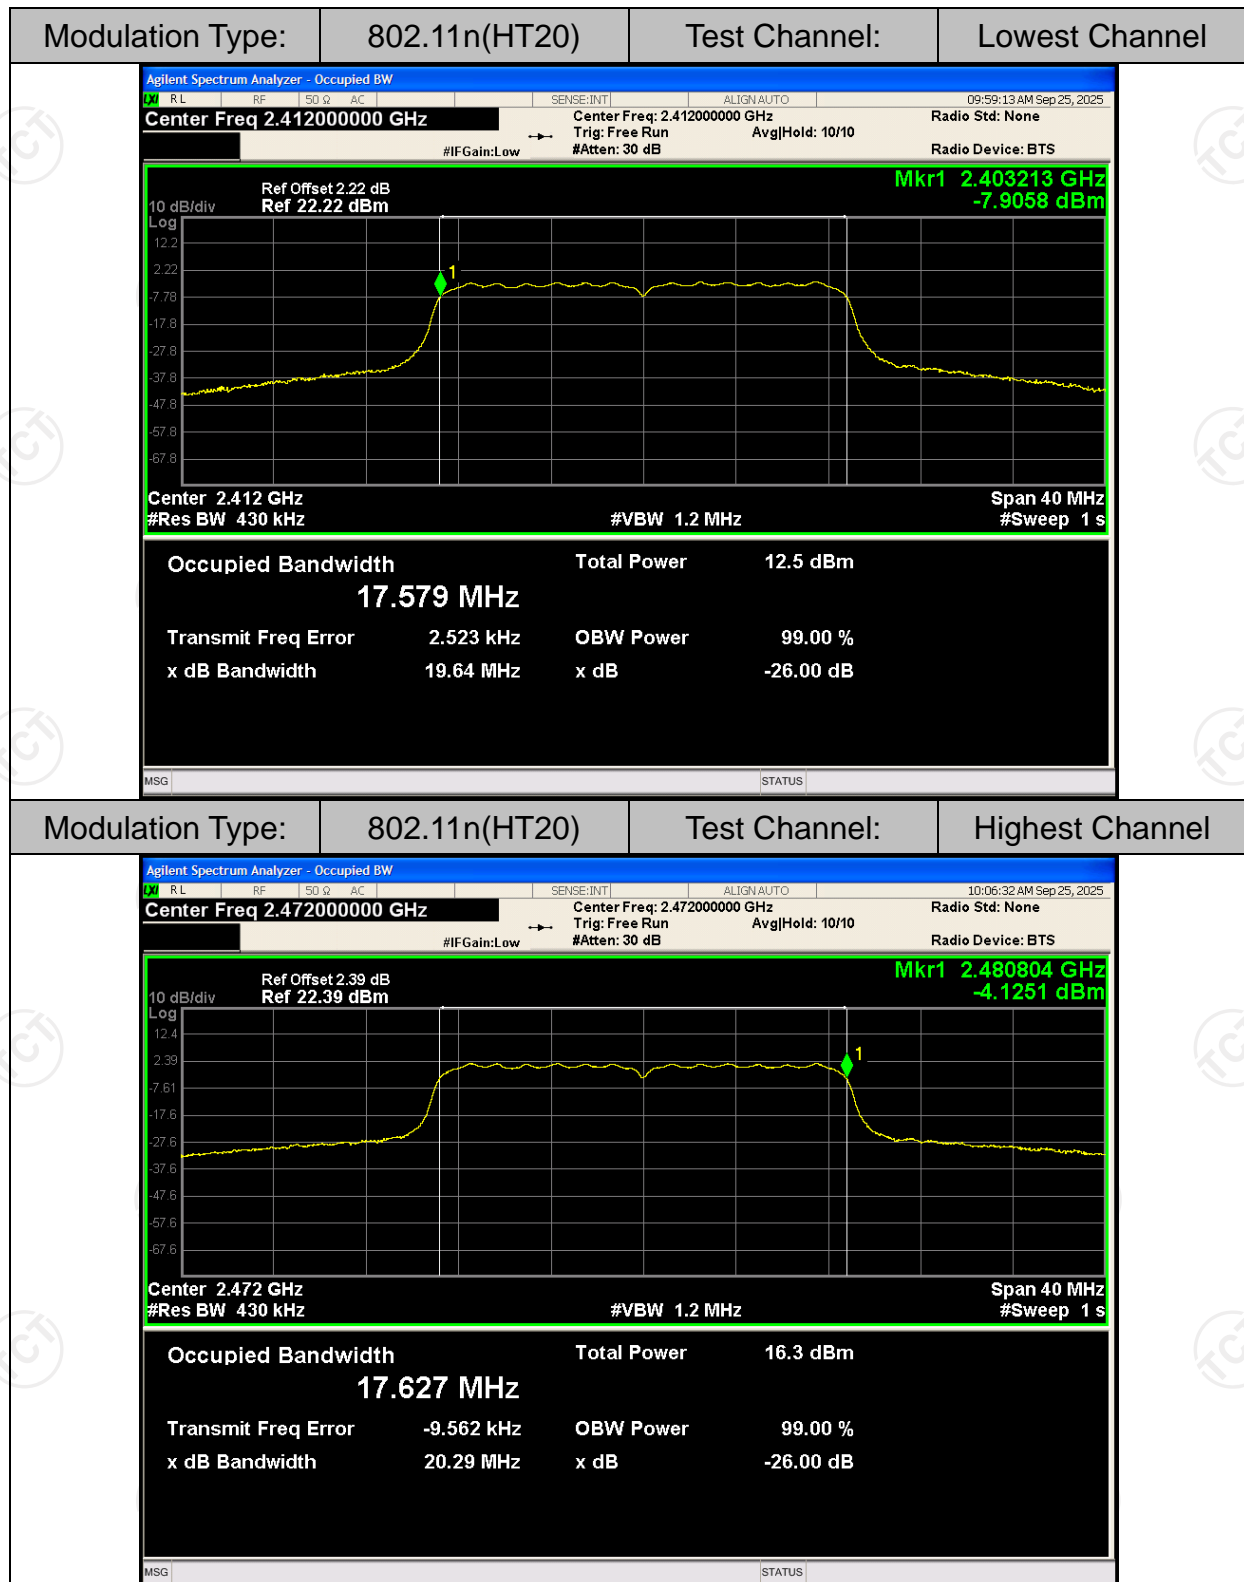 Modulation Type: 802.11n(HT20) Test Channel: Lowest Channel
Agilent Spectrum Analyzer - Occupied BW
LXI RL RF 50 Ω AC SENSE:INT ALIGN AUTO 09:59:13 AM Sep 25, 2025
Center Freq 2.412000000 GHz Center Freq: 2.412000000 GHz Radio Std: None
Trig: Free Run Avg|Hold: 10/10
#IFGain:Low #Atten: 30 dB Radio Device: BTS
Mkr1 2.403213 GHz
Ref Offset 2.22 dB
-7.9058 dBm
10 dB/div Ref 22.22 dBm
Log
12.2
1
2.22
-7.78
-17.8
-27.8
-37.8
-47.8
-57.8
-67.8
Center 2.412 GHz Span 40 MHz
#Res BW 430 kHz #VBW 1.2 MHz #Sweep 1 s
Occupied Bandwidth Total Power 12.5 dBm
17.579 MHz
Transmit Freq Error 2.523 kHz OBW Power 99.00 %
x dB Bandwidth 19.64 MHz x dB -26.00 dB
MSG STATUS
Modulation Type: 802.11n(HT20) Test Channel: Highest Channel
Agilent Spectrum Analyzer - Occupied BW
LXI RL RF 50 Ω AC SENSE:INT ALIGN AUTO 10:06:32 AM Sep 25, 2025
Center Freq 2.472000000 GHz Center Freq: 2.472000000 GHz Radio Std: None
Trig: Free Run Avg|Hold: 10/10
#IFGain:Low #Atten: 30 dB Radio Device: BTS
Mkr1 2.480804 GHz
Ref Offset 2.39 dB
-4.1251 dBm
10 dB/div Ref 22.39 dBm
Log
12.4
1
2.39
-7.61
-17.6
-27.6
-37.6
-47.6
-57.6
-67.6
Center 2.472 GHz Span 40 MHz
#Res BW 430 kHz #VBW 1.2 MHz #Sweep 1 s
Occupied Bandwidth Total Power 16.3 dBm
17.627 MHz
Transmit Freq Error -9.562 kHz OBW Power 99.00 %
x dB Bandwidth 20.29 MHz x dB -26.00 dB
MSG STATUS
TCT
TCT
TCT
TCT
TCT
TCT
TCT
TCT
TCT
TCT